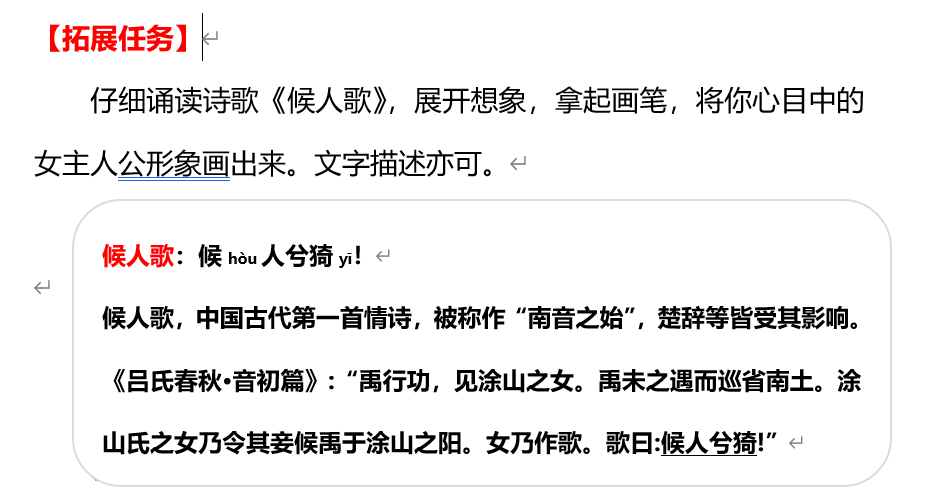 【拓展任务】
仔细诵读诗歌《候人歌》，展开想象，拿起画笔，将你心目中的
女主人公形象画出来。文字描述亦可。
候人歌：候 hòu 人兮猗 yī！
候人歌，中国古代第一首情诗，被称作“南音之始”，楚辞等皆受其影响。
《吕氏春秋·音初篇》：“禹行功，见涂山之女。禹未之遇而巡省南土。涂
山氏之女乃令其妾候禹于涂山之阳。女乃作歌。歌曰:候人兮猗!”